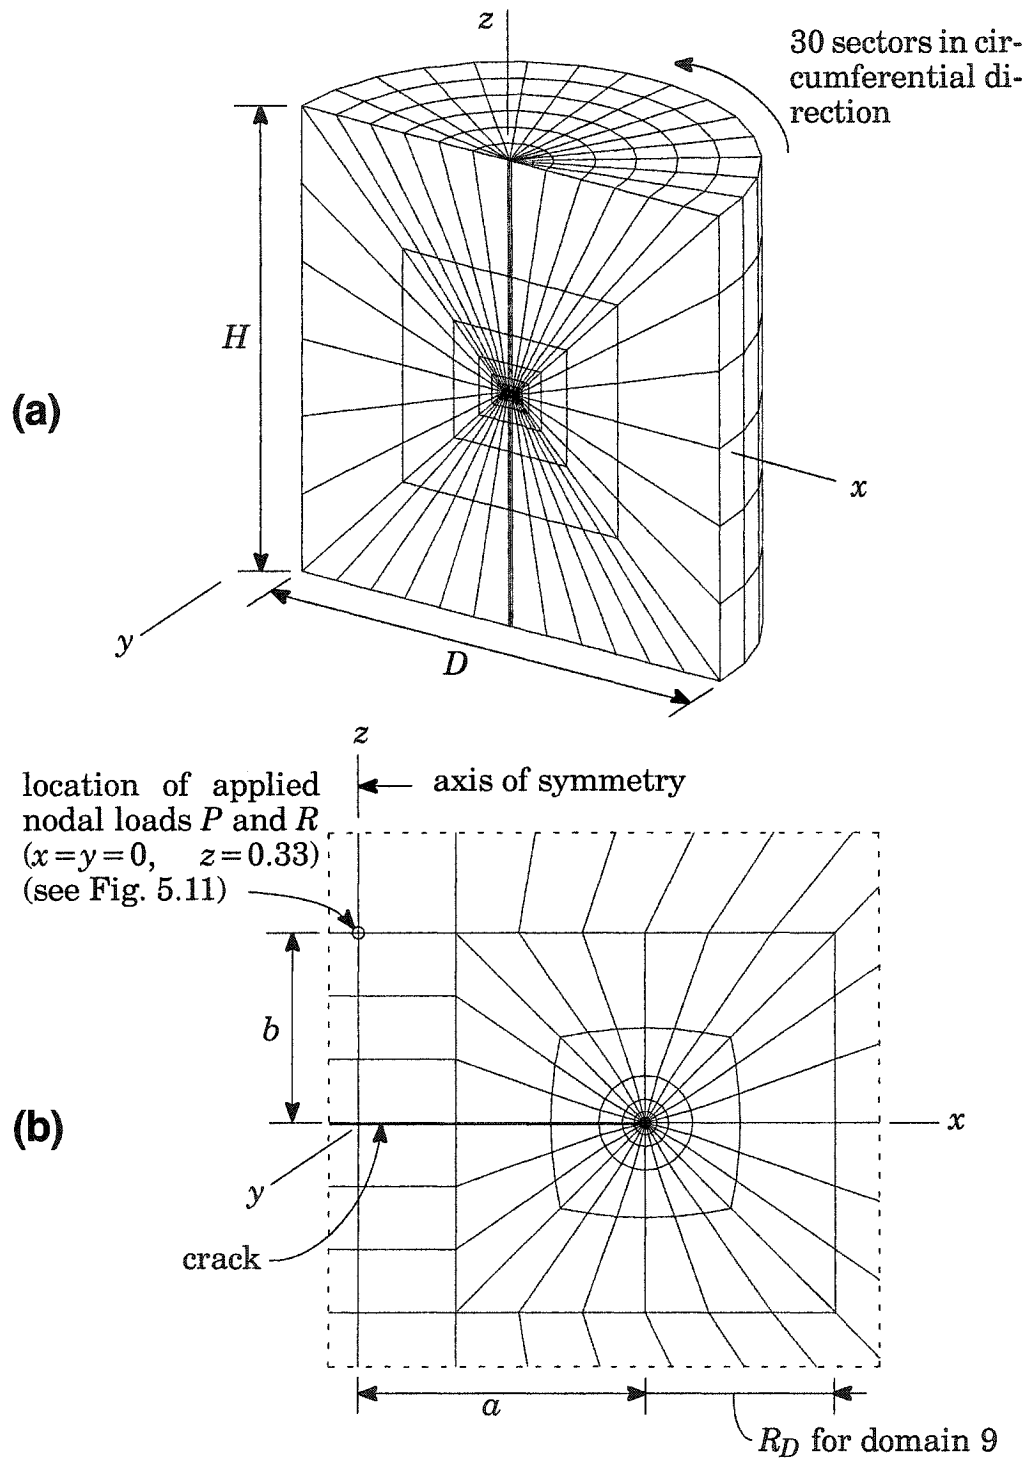 z
30 sectors in cir-
cumferential di-
rection
H
(a)
x
y
D
z
location of applied
nodal loads P and R
(x=y=0, z=0.33)
(see Fig. 5.11)
axis of symmetry
b
(b)
x
y
crack
a
R_D for domain 9